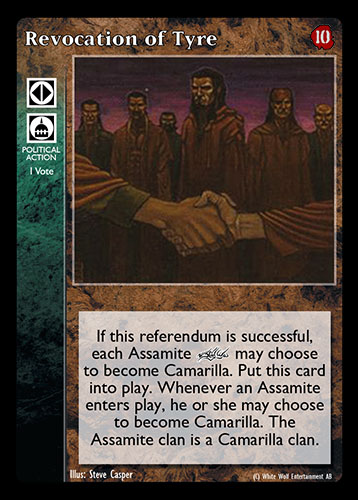 Revocation of Tyre
10
POLITICAL
ACTION
1 Vote
If this referendum is successful,
each Assamite may choose
to become Camarilla. Put this card
into play. Whenever an Assamite
enters play, he or she may choose
to become Camarilla. The
Assamite clan is a Camarilla clan.
Illus: Steve Casper
(C) White Wolf Entertainment AB